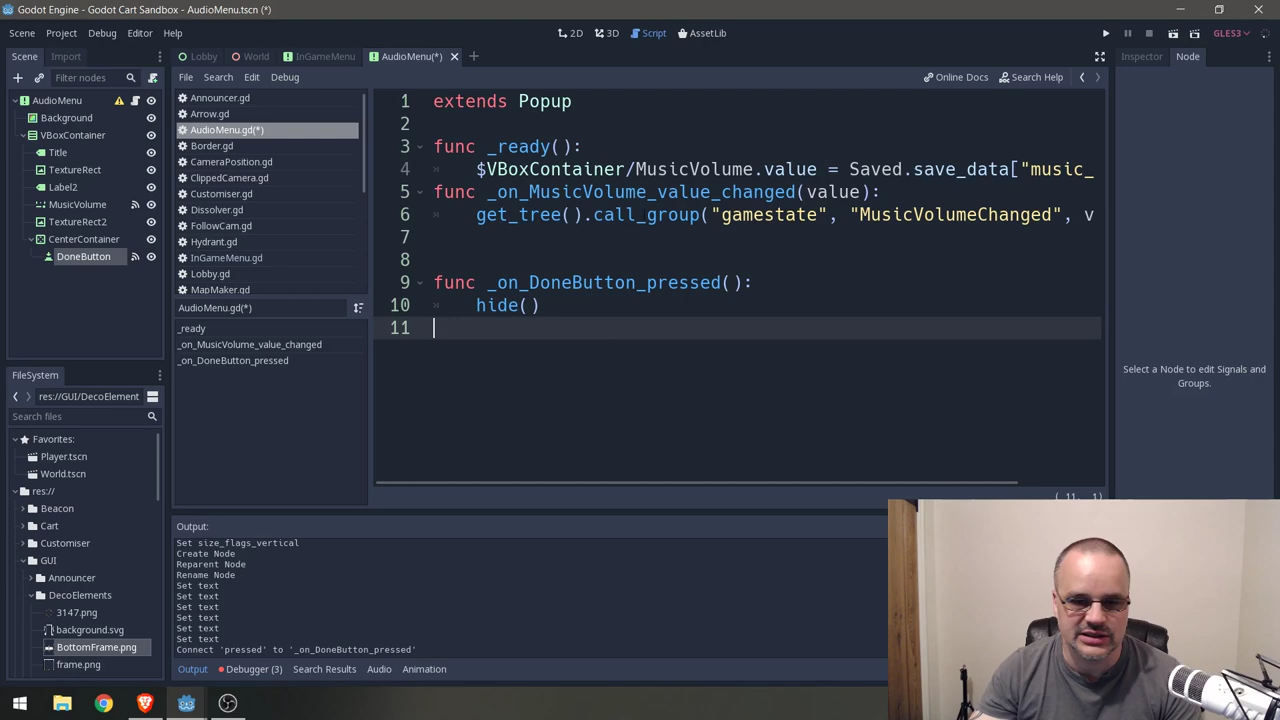 Godot Engine - Godot Cart Sandbox - AudioMenu.tscn (*)
Scene Project Debug Editor Help
2D 3D Script AssetLib
GLES3
Scene Import
Filter nodes
AudioMenu
Background
VBoxContainer
Title
TextureRect
Label2
MusicVolume
TextureRect2
CenterContainer
DoneButton
FileSystem
res://GUI/DecoElement
Search files
Favorites:
Player.tscn
World.tscn
res://
Beacon
Cart
Customiser
GUI
Announcer
DecoElements
3147.png
background.svg
BottomFrame.png
frame.png
Lobby World InGameMenu AudioMenu(*)
File Search Edit Debug
Online Docs Search Help
Announcer.gd
Arrow.gd
AudioMenu.gd(*)
Border.gd
CameraPosition.gd
ClippedCamera.gd
Customiser.gd
Dissolver.gd
FollowCam.gd
Hydrant.gd
InGameMenu.gd
Lobby.gd
MapMaker.gd
AudioMenu.gd(*)
_ready
_on_MusicVolume_value_changed
_on_DoneButton_pressed
1 extends Popup
2
3 func _ready():
4 $VBoxContainer/MusicVolume.value = Saved.save_data["music_
5 func _on_MusicVolume_value_changed(value):
6 get_tree().call_group("gamestate", "MusicVolumeChanged", v
7
8
9 func _on_DoneButton_pressed():
10 hide()
11
( 11, 1)
Output:
Set size_flags_vertical
Create Node
Reparent Node
Rename Node
Set text
Set text
Set text
Set text
Set text
Set text
Connect 'pressed' to '_on_DoneButton_pressed'
Output Debugger (3) Search Results Audio Animation
Inspector Node
Select a Node to edit Signals and
Groups.